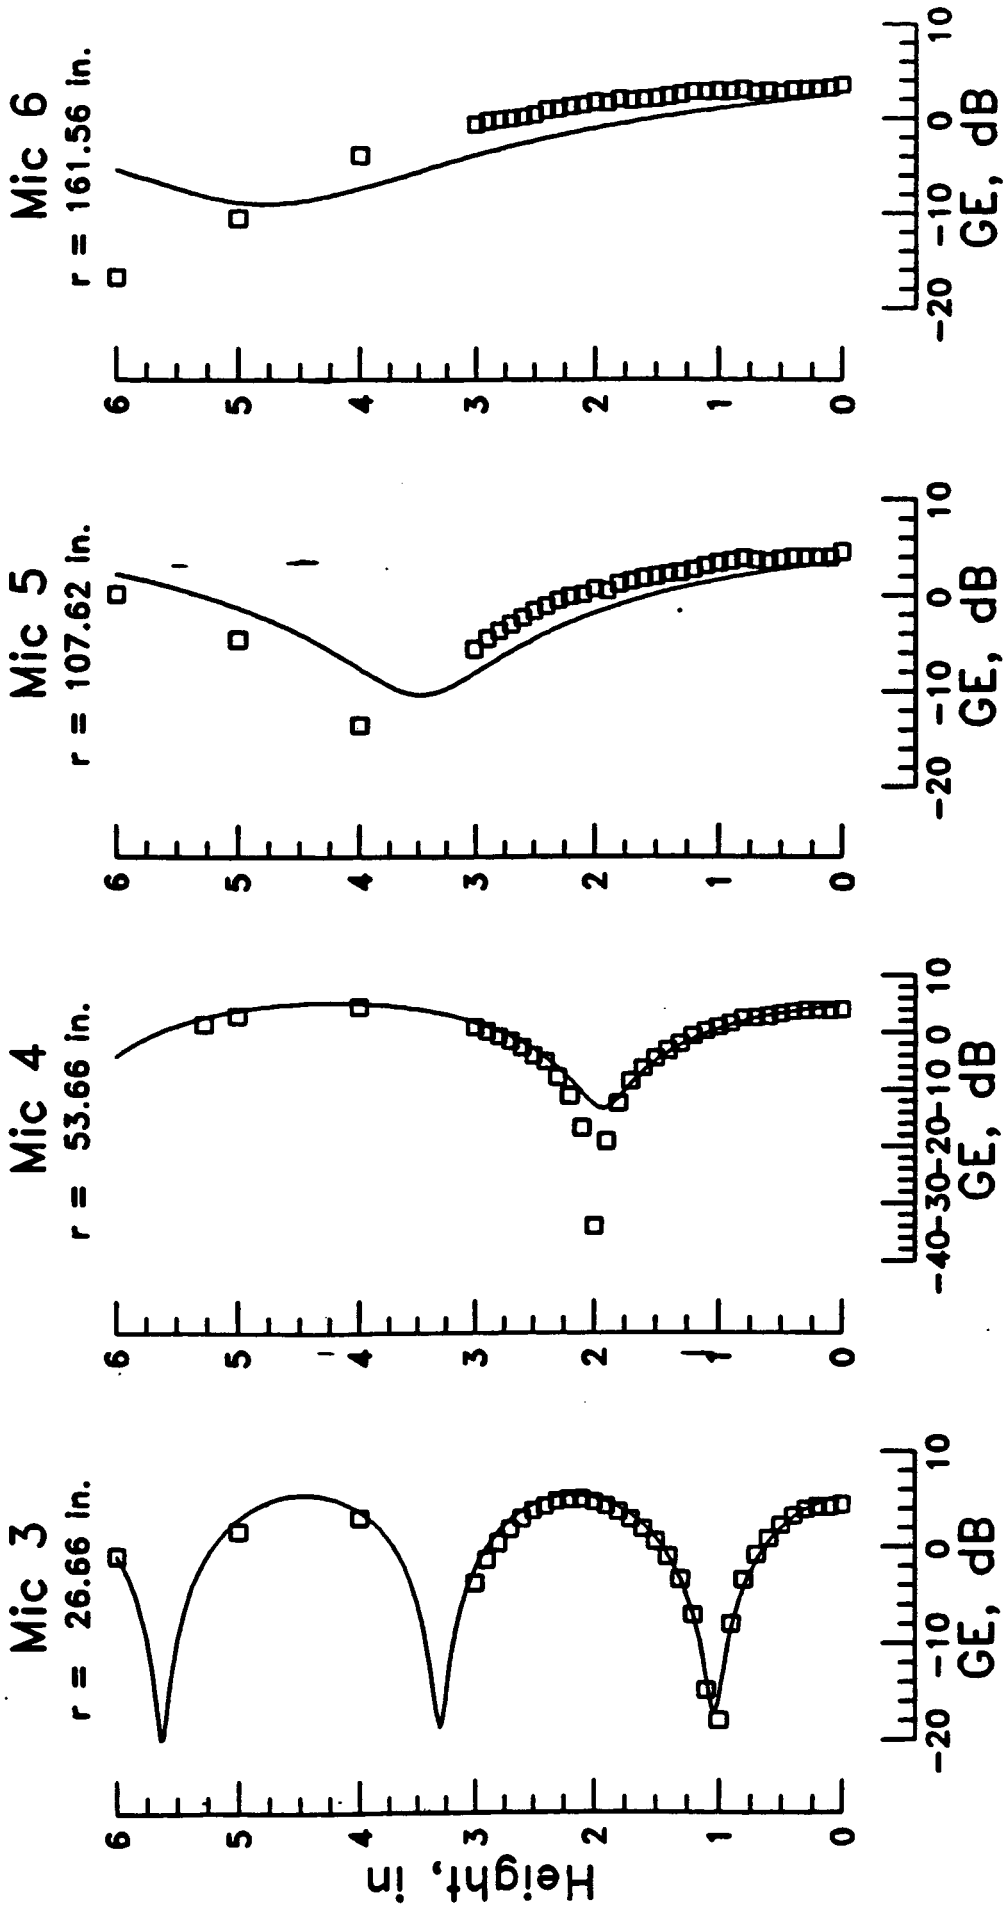 Mic 3
r = 26.66 in.
Mic 4
r = 53.66 in.
Mic 5
r = 107.62 in.
Mic 6
r = 161.56 in.
Height, in
6
5
4
3
2
1
0
-20 -10 0 10
GE, dB
6
5
4
3
2
1
0
-40-30-20-10 0 10
GE, dB
6
5
4
3
2
1
0
-20 -10 0 10
GE, dB
6
5
4
3
2
1
0
-20 -10 0 10
GE, dB